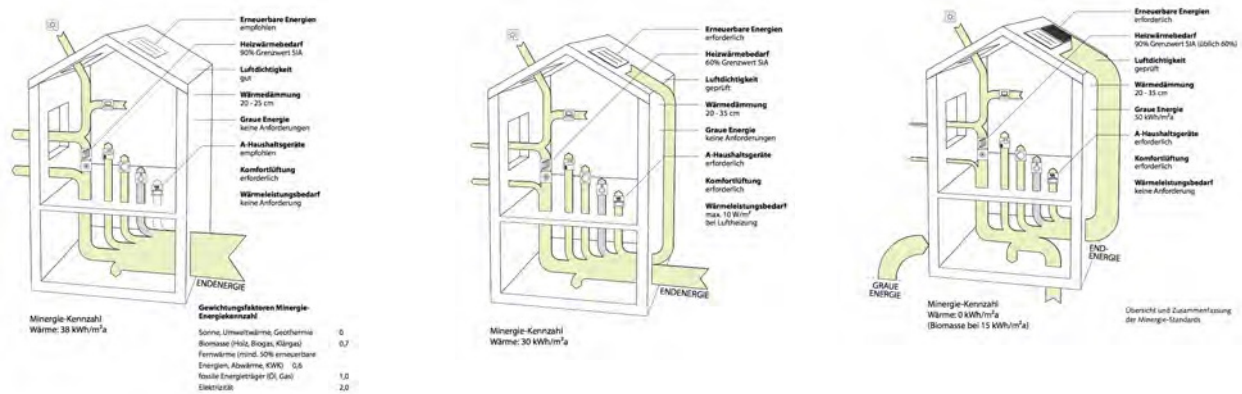 Erneuerbare Energien
empfohlen
Heizwärmebedarf
90% Grenzwert SIA
Luftdichtigkeit
gut
Wärmedämmung
20 - 25 cm
Graue Energie
keine Anforderungen
A-Haushaltsgeräte
empfohlen
Komfortlüftung
erforderlich
Wärmeleistungsbedarf
keine Anforderung
ENDENERGIE
Minergie-Kennzahl
Wärme: 38 kWh/m²a
Gewichtungsfaktoren Minergie-
Energiekennzahl
Sonne, Umweltwärme, Geothermie 0
Biomasse (Holz, Biogas, Klärgas) 0,7
Fernwärme (mind. 50% erneuerbare
Energien, Abwärme, KWK) 0,6
fossile Energieträger (Öl, Gas) 1,0
Elektrizität 2,0
Erneuerbare Energien
erforderlich
Heizwärmebedarf
60% Grenzwert SIA
Luftdichtigkeit
geprüft
Wärmedämmung
20 - 35 cm
Graue Energie
keine Anforderungen
A-Haushaltsgeräte
erforderlich
Komfortlüftung
erforderlich
Wärmeleistungsbedarf
max. 10 W/m²
bei Luftheizung
ENDENERGIE
Minergie-Kennzahl
Wärme: 30 kWh/m²a
Erneuerbare Energien
erforderlich
Heizwärmebedarf
90% Grenzwert SIA (üblich 60%)
Luftdichtigkeit
geprüft
Wärmedämmung
20 - 35 cm
Graue Energie
50 kWh/m²a
A-Haushaltsgeräte
erforderlich
Komfortlüftung
erforderlich
Wärmeleistungsbedarf
keine Anforderung
END-
ENERGIE
GRAUE
ENERGIE
Minergie-Kennzahl
Wärme: 0 kWh/m²a
(Biomasse bei 15 kWh/m²a)
Übersicht und Zusammenfassung
der Minergie-Standards